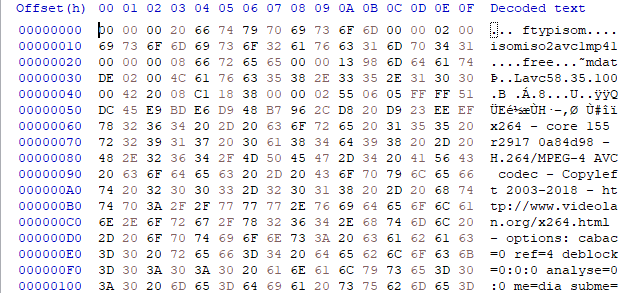 Offset(h) 00 01 02 03 04 05 06 07 08 09 0A 0B 0C 0D 0E 0F Decoded text
00000000 00 00 00 20 66 74 79 70 69 73 6F 6D 00 00 02 00 ... ftypisom....
00000010 69 73 6F 6D 69 73 6F 32 61 76 63 31 6D 70 34 31 isomiso2avc1mp41
00000020 00 00 00 08 66 72 65 65 00 00 13 98 6D 64 61 74 ....free...˜mdat
00000030 DE 02 00 4C 61 76 63 35 38 2E 33 35 2E 31 30 30 Þ..Lavc58.35.100
00000040 00 42 20 08 C1 18 38 00 00 02 55 06 05 FF FF 51 .B .Á.8...U..ÿÿQ
00000050 DC 45 E9 BD E6 D9 48 B7 96 2C D8 20 D9 23 EE EF ÜEé½æÙH·–,Ø Ù#îï
00000060 78 32 36 34 20 2D 20 63 6F 72 65 20 31 35 35 20 x264 - core 155
00000070 72 32 39 31 37 20 30 61 38 34 64 39 38 20 2D 20 r2917 0a84d98 -
00000080 48 2E 32 36 34 2F 4D 50 45 47 2D 34 20 41 56 43 H.264/MPEG-4 AVC
00000090 20 63 6F 64 65 63 20 2D 20 43 6F 70 79 6C 65 66 codec - Copylef
000000A0 74 20 32 30 30 33 2D 32 30 31 38 20 2D 20 68 74 t 2003-2018 - ht
000000B0 74 70 3A 2F 2F 77 77 77 2E 76 69 64 65 6F 6C 61 tp://www.videola
000000C0 6E 2E 6F 72 67 2F 78 32 36 34 2E 68 74 6D 6C 20 n.org/x264.html
000000D0 2D 20 6F 70 74 69 6F 6E 73 3A 20 63 61 62 61 63 - options: cabac
000000E0 3D 30 20 72 65 66 3D 34 20 64 65 62 6C 6F 63 6B =0 ref=4 deblock
000000F0 3D 30 3A 30 3A 30 20 61 6E 61 6C 79 73 65 3D 30 =0:0:0 analyse=0
00000100 3A 30 20 6D 65 3D 64 69 61 20 73 75 62 6D 65 3D :0 me=dia subme=